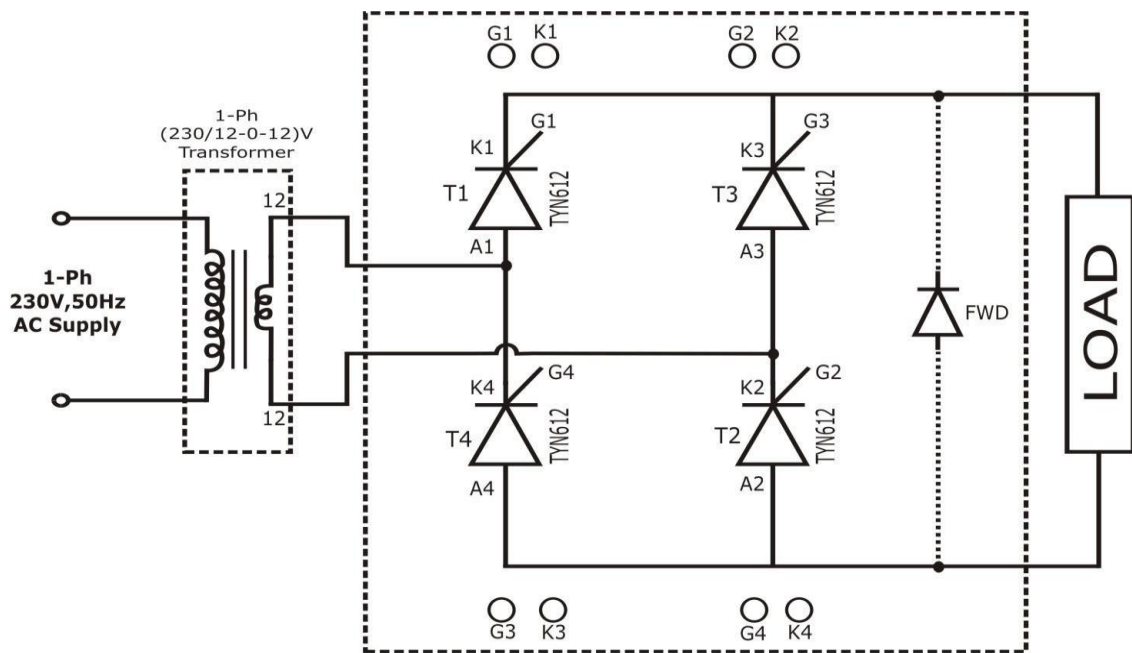 G1 K1 G2 K2
1-Ph
(230/12-0-12)V
Transformer
G1
G3
K1
K3
T1
TYN612
T3
TYN612
12
A1
A3
1-Ph
230V,50Hz
AC Supply
FWD
LOAD
G4
G2
K4
K2
12
T4
TYN612
T2
TYN612
A4
A2
G3 K3 G4 K4